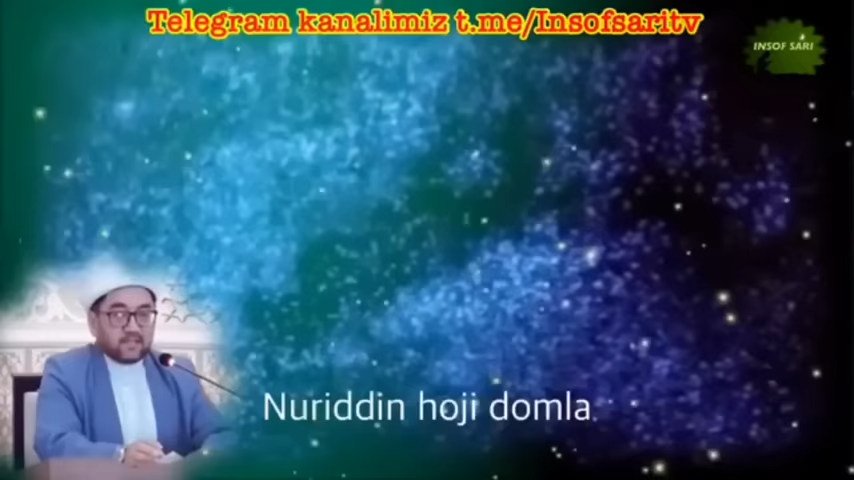 Telegram kanalimiz t.me/Insofsaritv
INSOF SARI
Nuriddin hoji domla